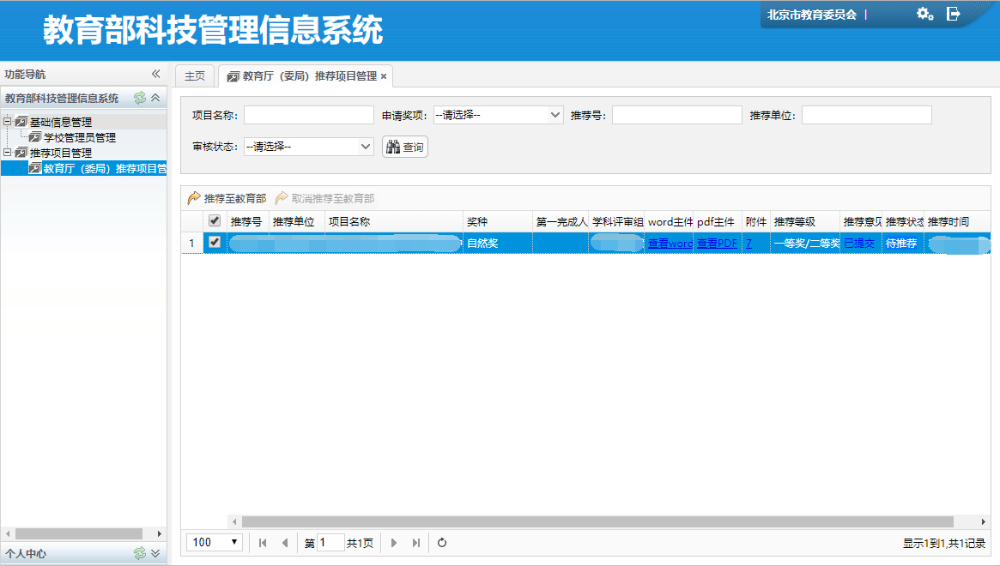 教育部科技管理信息系统
北京市教育委员会 |
功能导航
主页 教育厅（委局）推荐项目管理
教育部科技管理信息系统
基础信息管理
学校管理员管理
推荐项目管理
教育厅（委局）推荐项目管
项目名称: 申请奖项: --请选择-- 推荐号: 推荐单位:
审核状态: --请选择-- 查询
推荐至教育部 取消推荐至教育部
推荐号 推荐单位 项目名称 奖种 第一完成人 学科评审组 word主件 pdf主件 附件 推荐等级 推荐意见 推荐状态 推荐时间
1 自然奖 查看word 查看PDF 7 一等奖/二等奖 已提交 待推荐
个人中心
100 第 1 共1页 显示1到1,共1记录